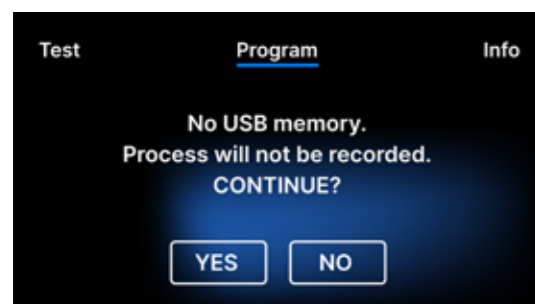 Test Program Info
No USB memory.
Process will not be recorded.
CONTINUE?
YES NO